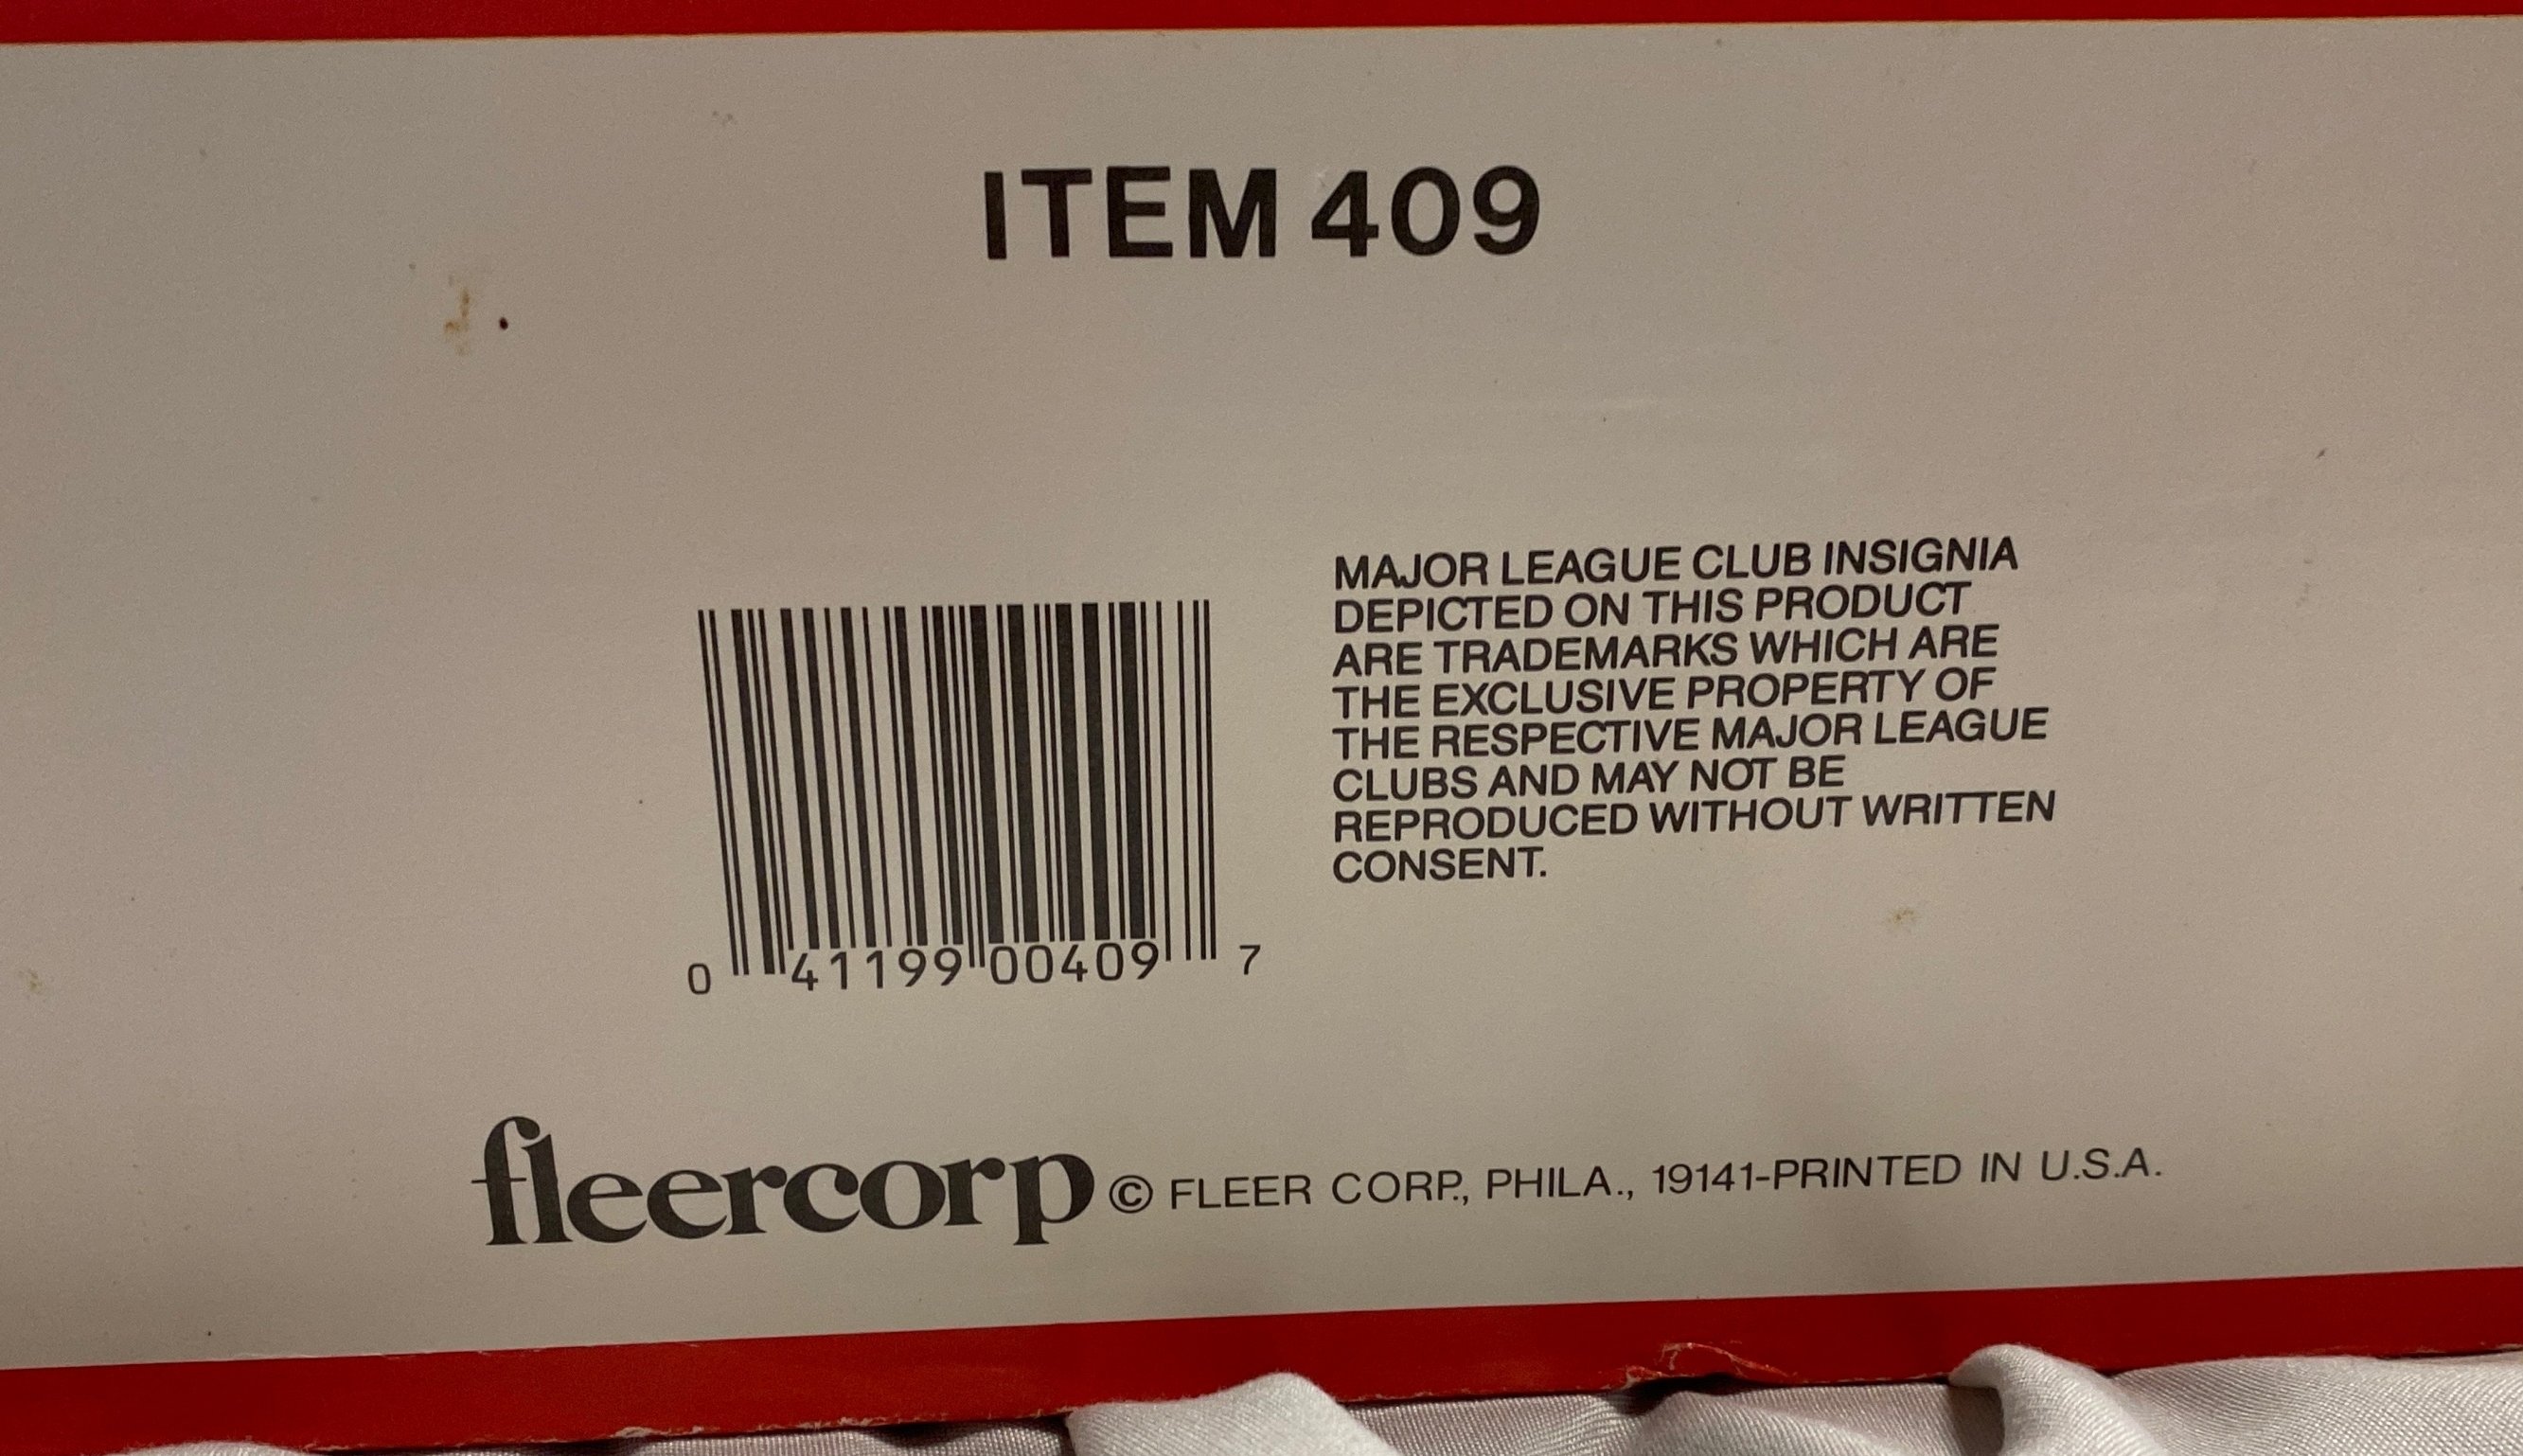 ITEM 409
MAJOR LEAGUE CLUB INSIGNIA
DEPICTED ON THIS PRODUCT
ARE TRADEMARKS WHICH ARE
THE EXCLUSIVE PROPERTY OF
THE RESPECTIVE MAJOR LEAGUE
CLUBS AND MAY NOT BE
REPRODUCED WITHOUT WRITTEN
CONSENT.
0 41199 00409 7
fleercorp © FLEER CORP., PHILA., 19141-PRINTED IN U.S.A.